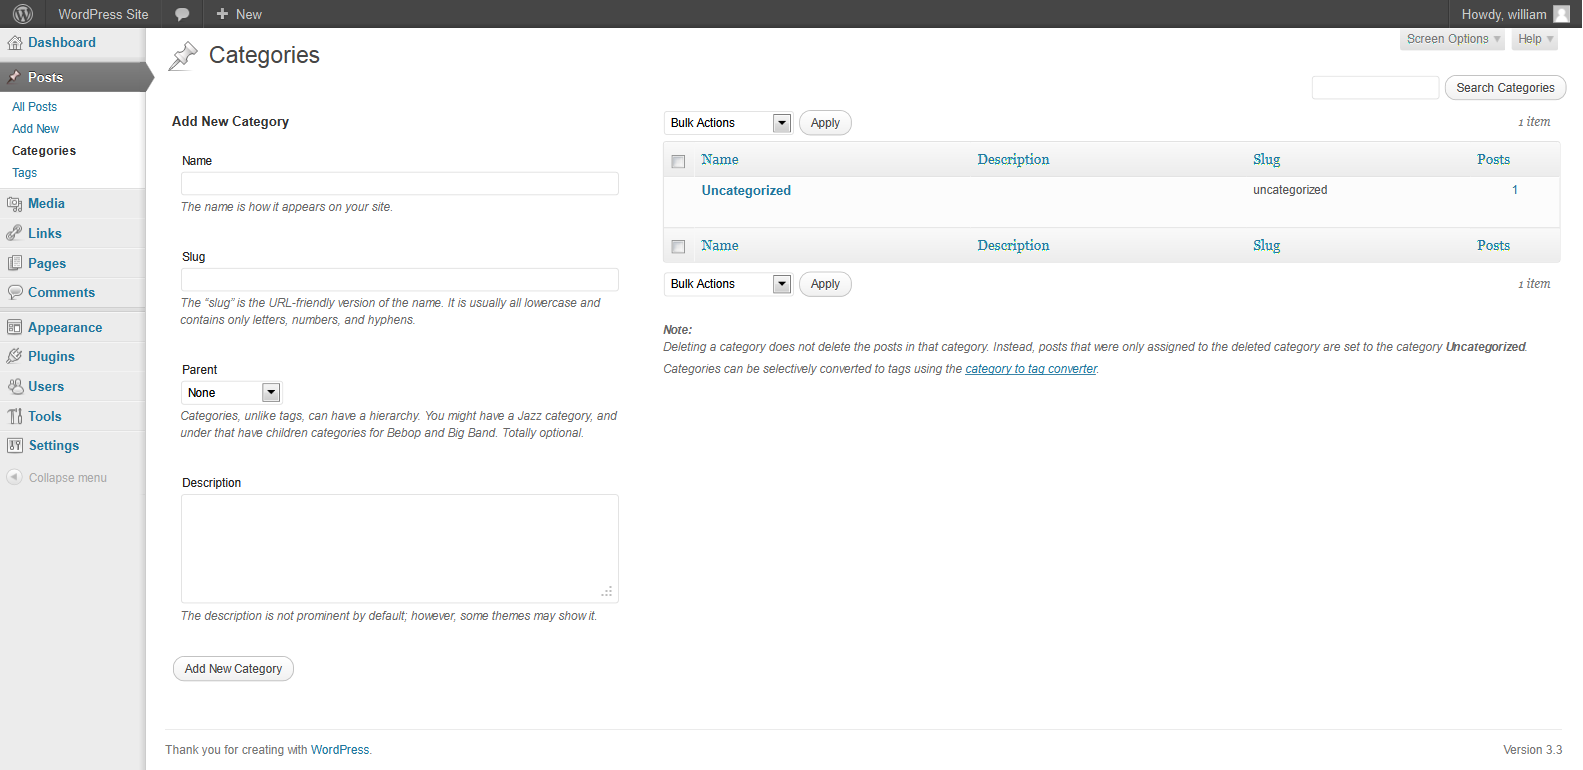 WordPress Site
New
Howdy, william
Dashboard
Posts
All Posts
Add New
Categories
Tags
Media
Links
Pages
Comments
Appearance
Plugins
Users
Tools
Settings
Collapse menu
Categories
Screen Options
Help
Search Categories
Add New Category
Name
The name is how it appears on your site.
Slug
The “slug” is the URL-friendly version of the name. It is usually all lowercase and
contains only letters, numbers, and hyphens.
Parent
None
Categories, unlike tags, can have a hierarchy. You might have a Jazz category, and
under that have children categories for Bebop and Big Band. Totally optional.
Description
The description is not prominent by default; however, some themes may show it.
Add New Category
Bulk Actions Apply 1 item
Name Description Slug Posts
Uncategorized uncategorized 1
Name Description Slug Posts
Bulk Actions Apply 1 item
Note:
Deleting a category does not delete the posts in that category. Instead, posts that were only assigned to the deleted category are set to the category Uncategorized.
Categories can be selectively converted to tags using the category to tag converter.
Thank you for creating with WordPress.
Version 3.3